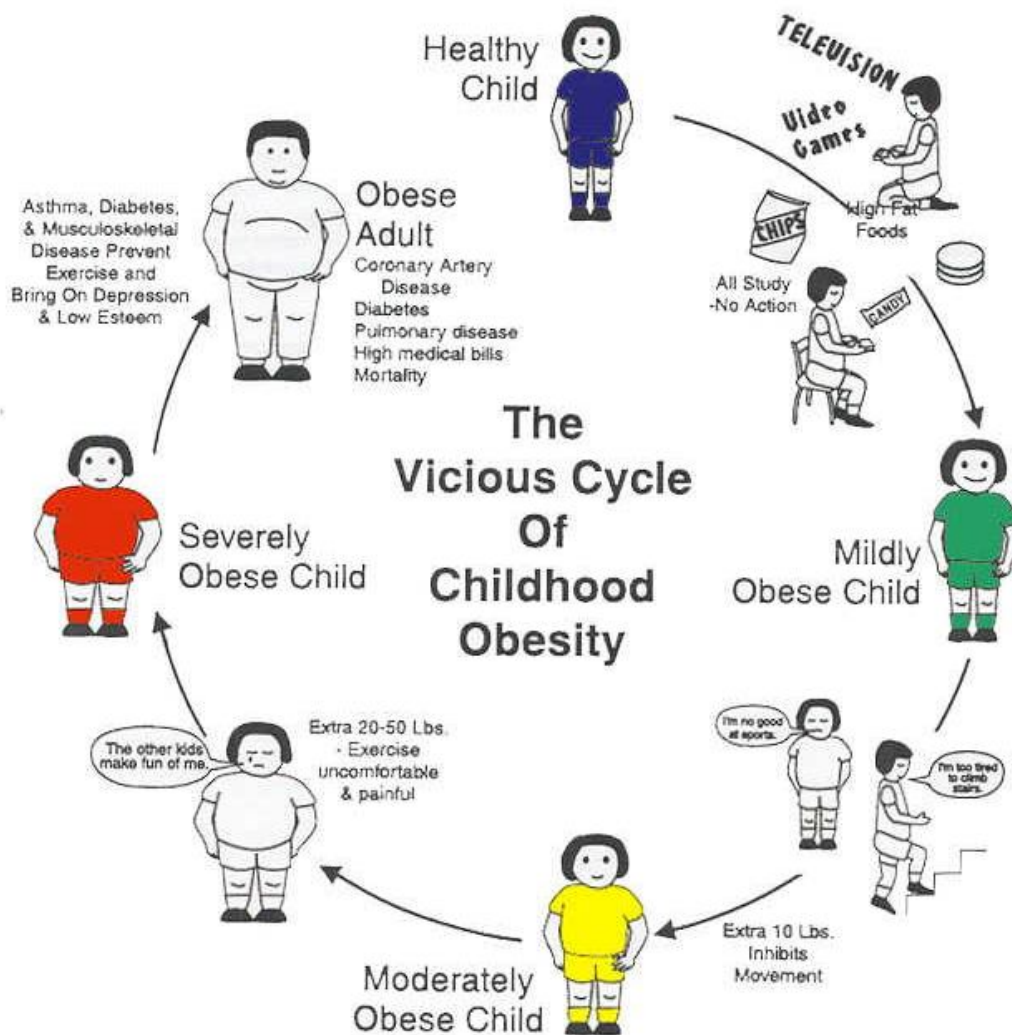 Healthy
Child
TELEVISION
Video
Games
CHIPS
High Fat
Foods
All Study
-No Action
CANDY
Mildly
Obese Child
I'm no good
at sports.
I'm too tired
to climb
stairs.
Extra 10 Lbs.
Inhibits
Movement
Moderately
Obese Child
Extra 20-50 Lbs.
- Exercise
uncomfortable
& painful
The other kids
make fun of me.
Severely
Obese Child
Asthma, Diabetes,
& Musculoskeletal
Disease Prevent
Exercise and
Bring On Depression
& Low Esteem
Obese
Adult
Coronary Artery
Disease
Diabetes
Pulmonary disease
High medical bills
Mortality
The
Vicious Cycle
Of
Childhood
Obesity